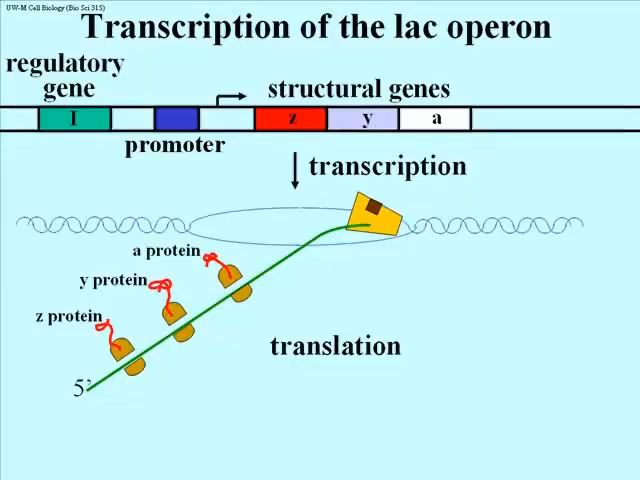 UW-M Cell Biology (Bio Sci 315)
Transcription of the lac operon
regulatory
gene
structural genes
I
z
y
a
promoter
transcription
a protein
y protein
z protein
translation
5'